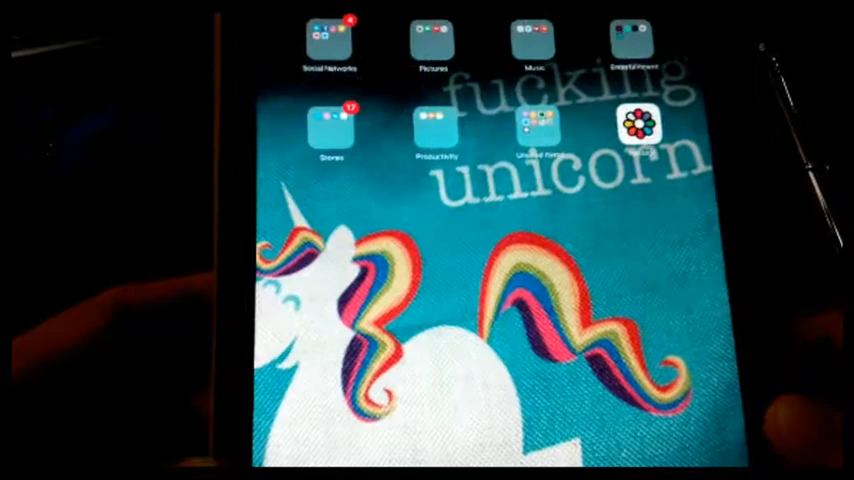 4
Social Networks Pictures Music Entertainment
fucking
17
Stores Productivity
unicorn